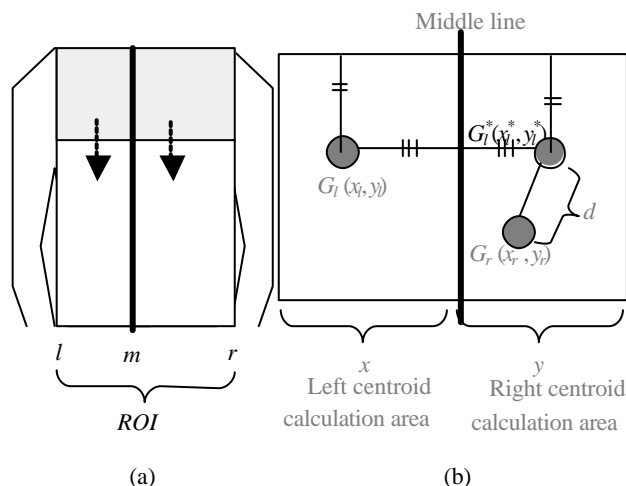 Middle line
G_l^*(x_l^*, y_l^*)
G_l (x_l, y_l)
d
G_r (x_r, y_r)
l m r
x y
Left centroid Right centroid
calculation area calculation area
ROI
(a) (b)